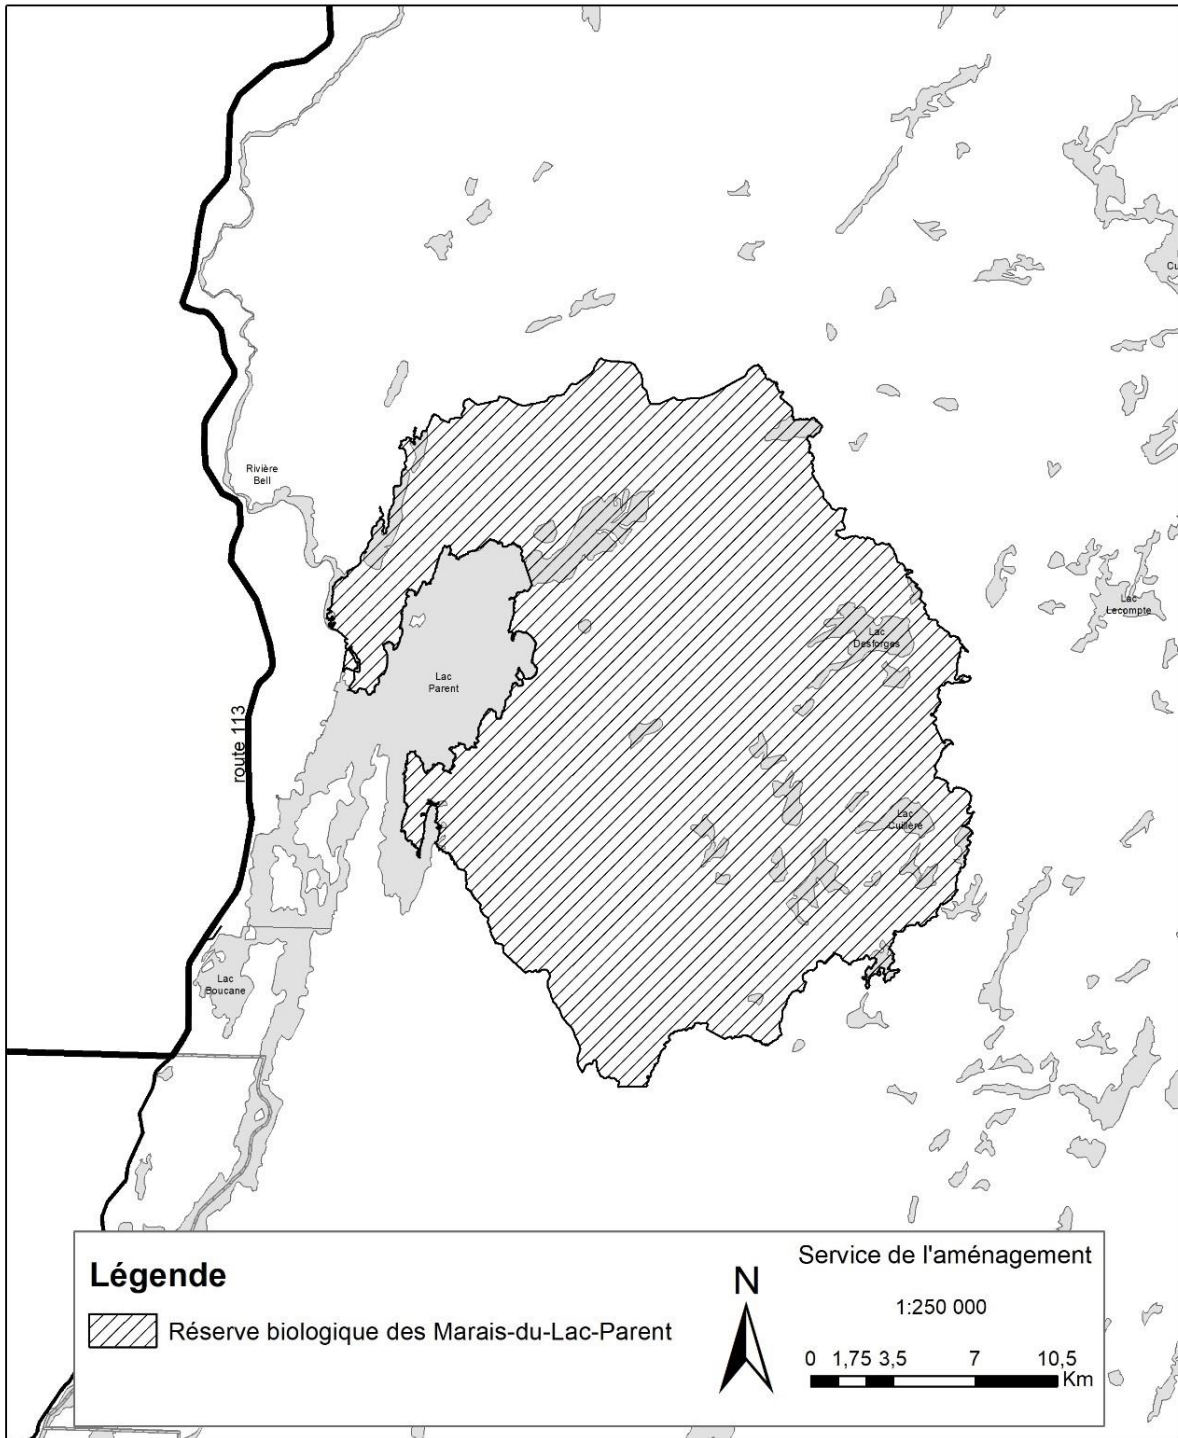 Cu
Rivière
Bell
Lac
Lecompte
Lac
Desforges
Lac
Parent
route 113
Lac
Cuillère
Lac
Boucane
Légende
Réserve biologique des Marais-du-Lac-Parent
N
Service de l'aménagement
1:250 000
0 1,75 3,5 7 10,5
Km